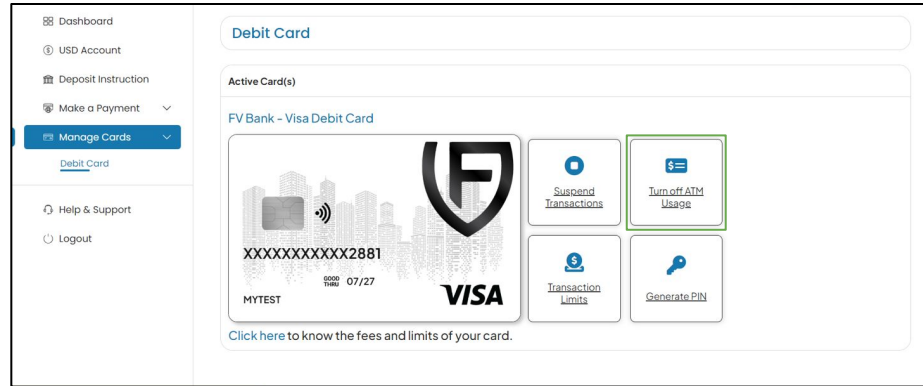 Dashboard
USD Account
Deposit Instruction
Make a Payment
Manage Cards
Debit Card
Help & Support
Logout
Debit Card
Active Card(s)
FV Bank - Visa Debit Card
XXXXXXXXXXXX2881
GOOD
THRU 07/27
MYTEST
VISA
Suspend
Transactions
Turn off ATM
Usage
Transaction
Limits
Generate PIN
Click here to know the fees and limits of your card.